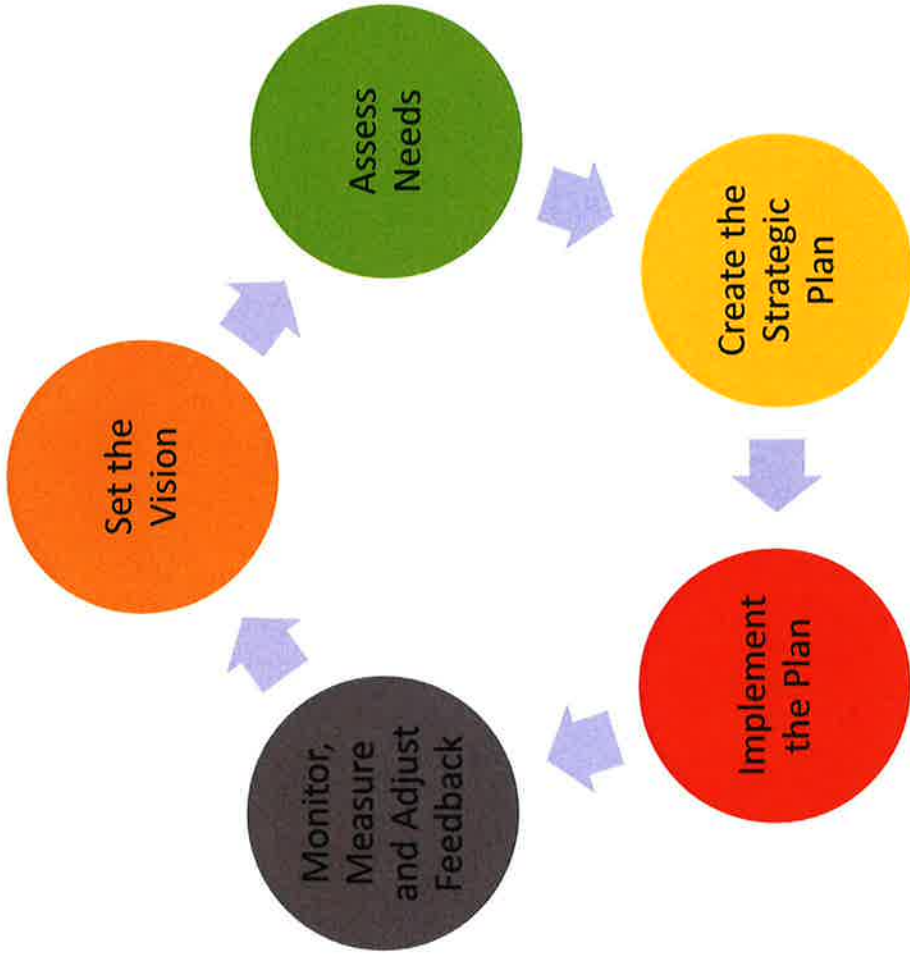 Set the
Vision
Assess
Needs
Create the
Strategic
Plan
Implement
the Plan
Monitor,
Measure
and Adjust
Feedback